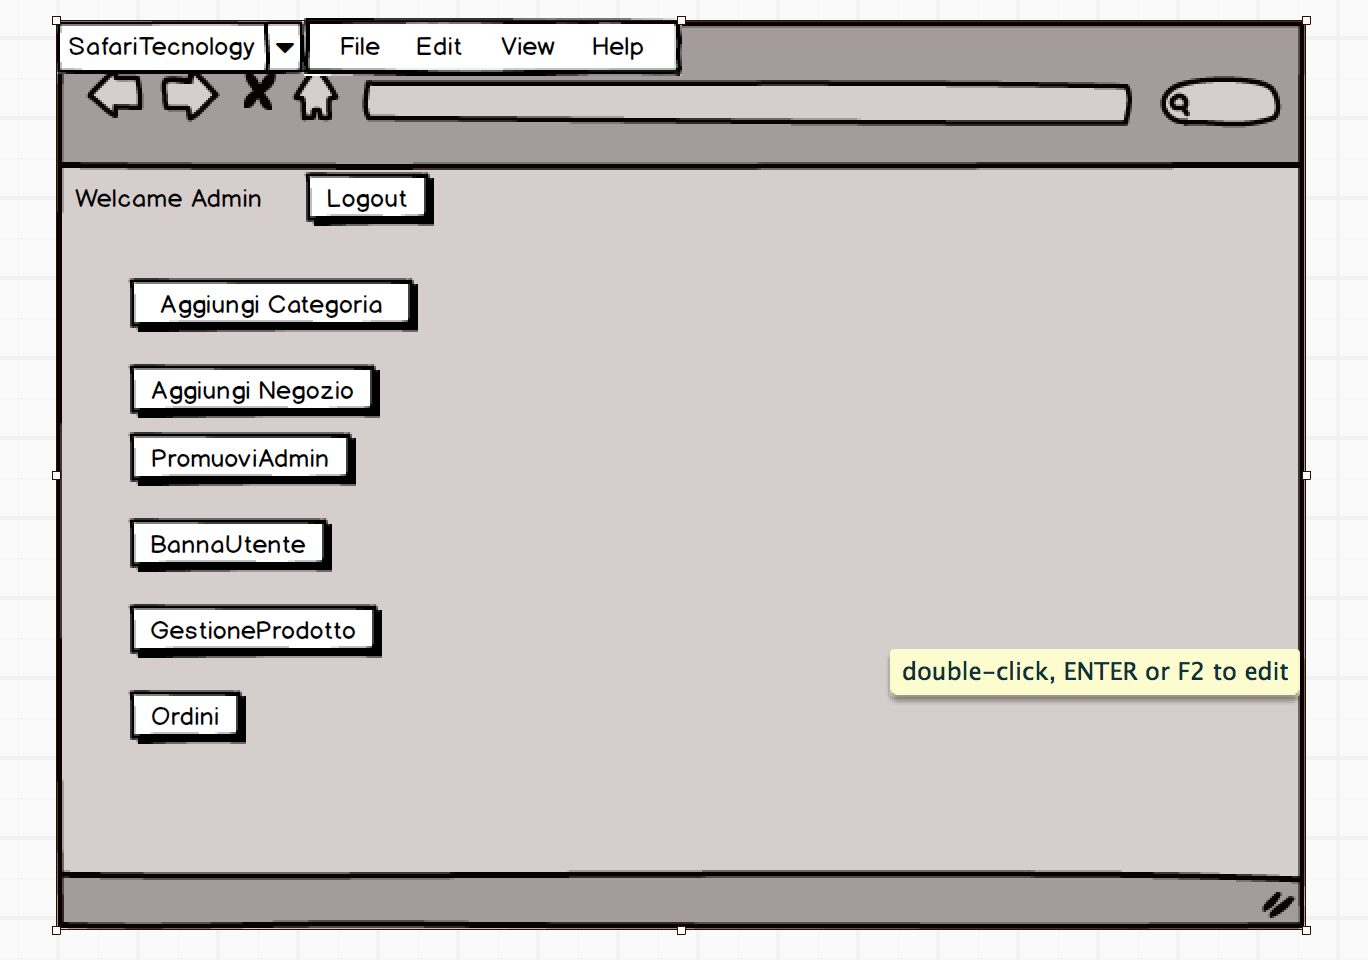 SafariTecnology File Edit View Help
Welcame Admin Logout
Aggiungi Categoria
Aggiungi Negozio
PromuoviAdmin
BannaUtente
GestioneProdotto
double-click, ENTER or F2 to edit
Ordini